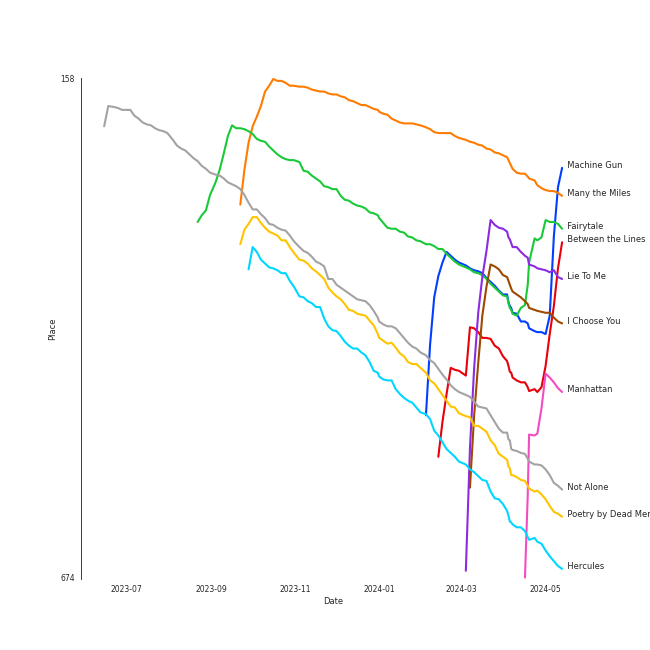 158
Machine Gun
Many the Miles
Fairytale
Between the Lines
Lie To Me
I Choose You
Place
Manhattan
Not Alone
Poetry by Dead Mer
Hercules
674
2023-07 2023-09 2023-11 2024-01 2024-03 2024-05
Date